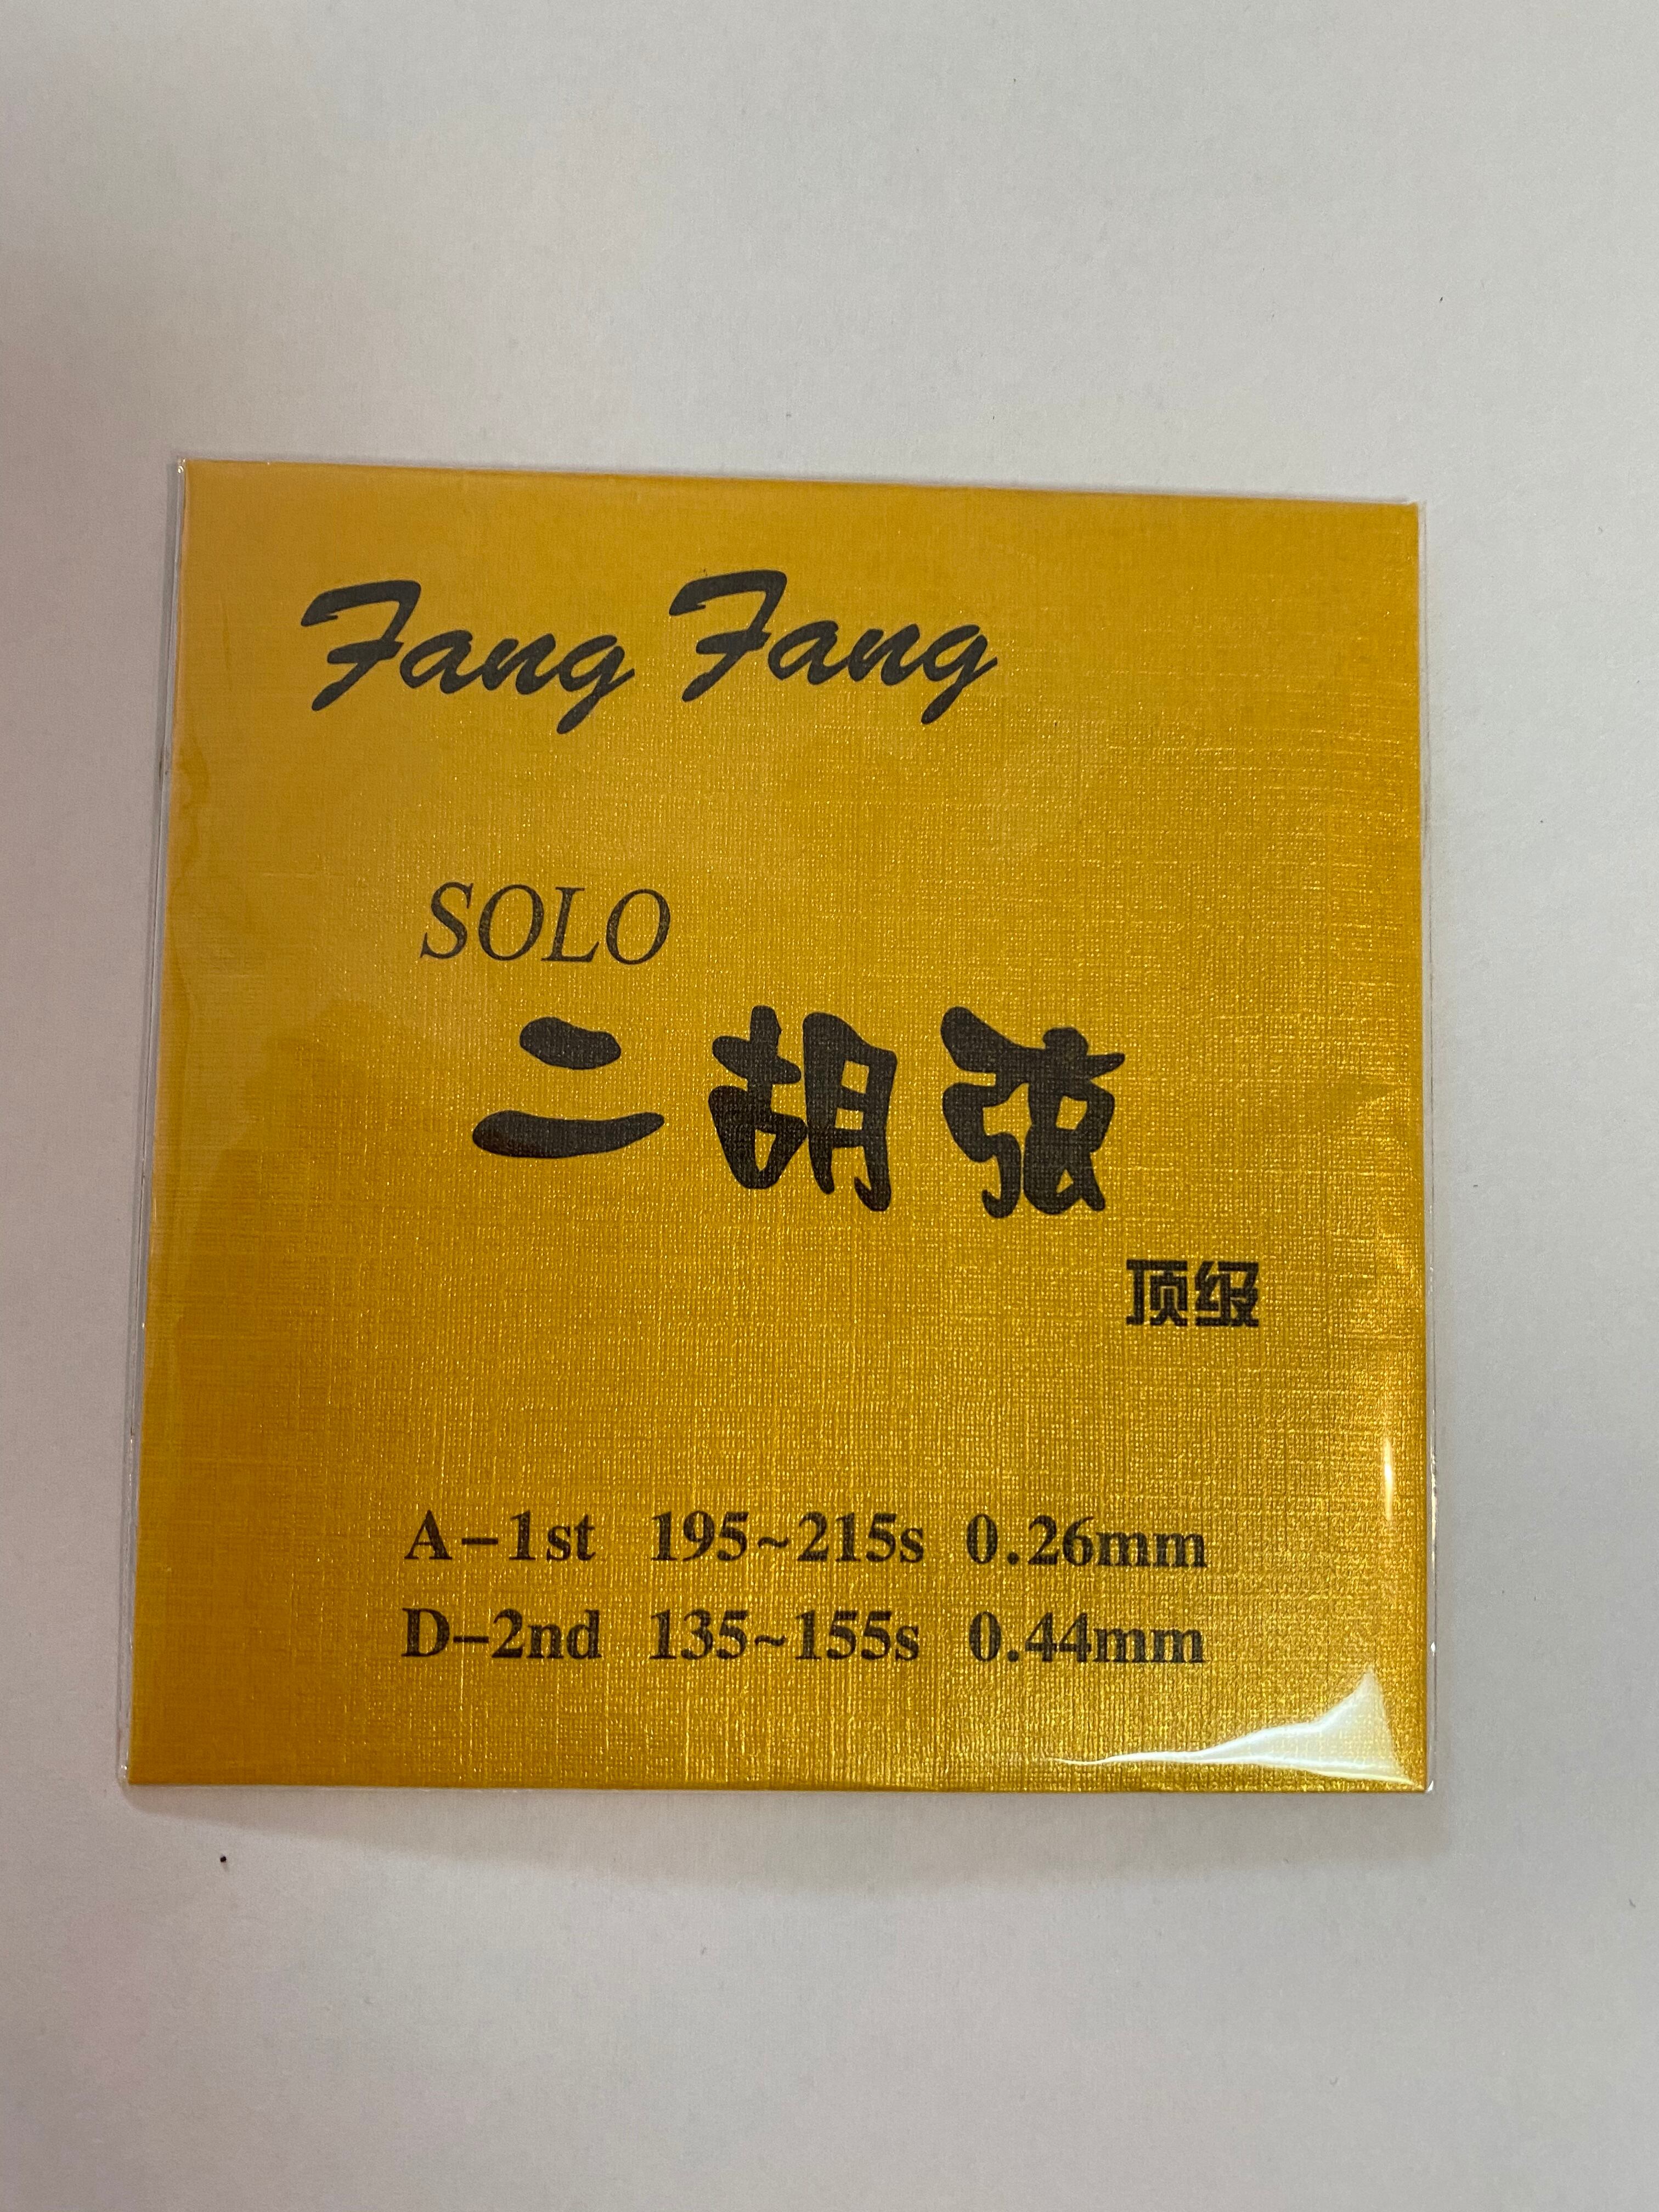 Fang Fang
SOLO
二胡弦
顶级
A-1st 195~215s 0.26mm
D-2nd 135~155s 0.44mm